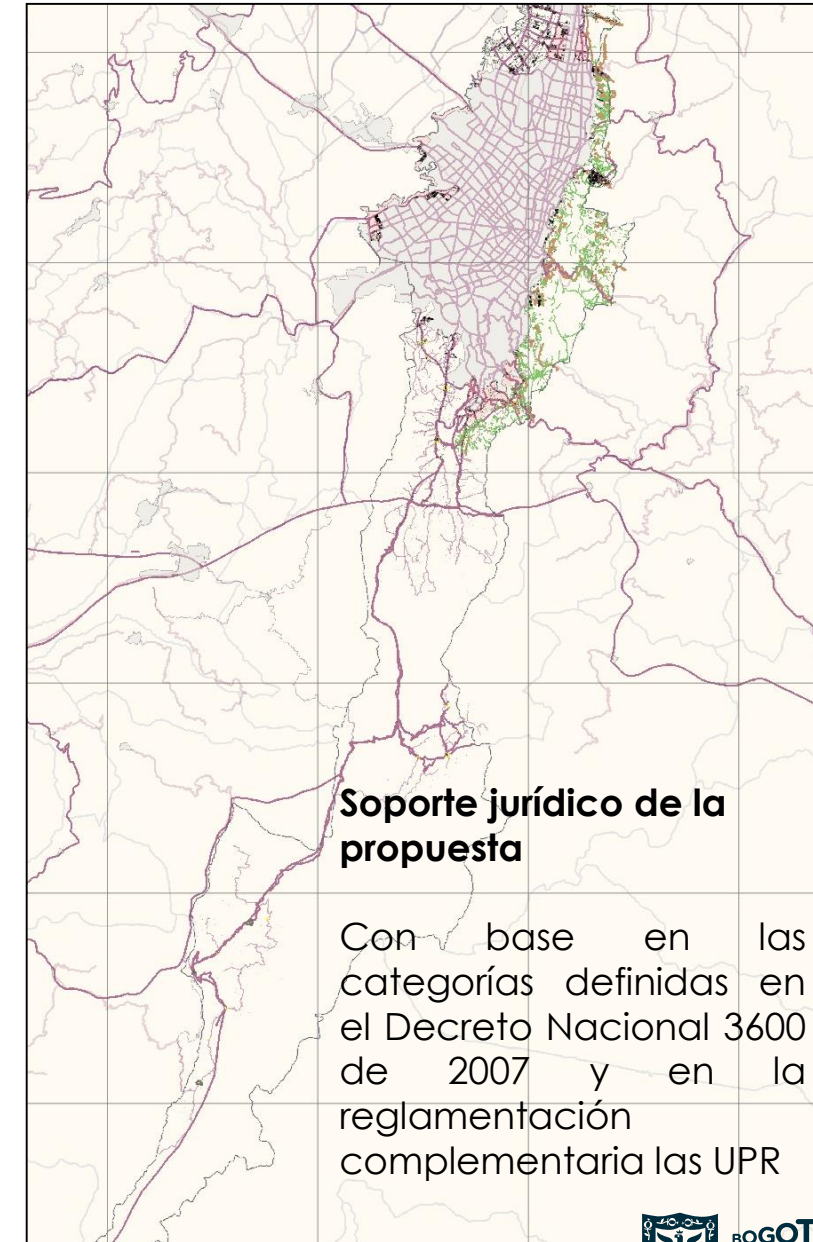 Soporte jurídico de la
propuesta
Con base en las
categorías definidas en
el Decreto Nacional 3600
de 2007 y en la
reglamentación
complementaria las UPR
BOGOT